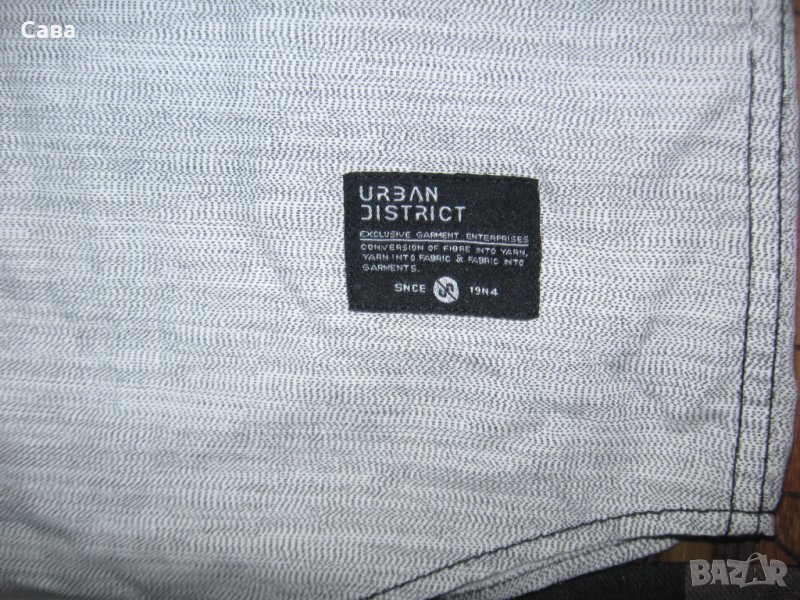 Сава
URBAN
DISTRICT
EXCLUSIVE GARMENT ENTERPRISES
CONVERSION OF FIBRE INTO YARN,
YARN INTO FABRIC & FABRIC INTO
GARMENTS.
SNCE 19N4
BAZAR